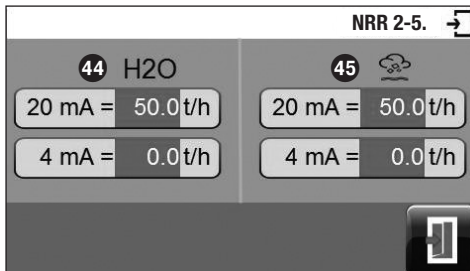 NRR 2-5.
44 H2O
45
20 mA = 50.0 t/h
20 mA = 50.0 t/h
4 mA = 0.0 t/h
4 mA = 0.0 t/h